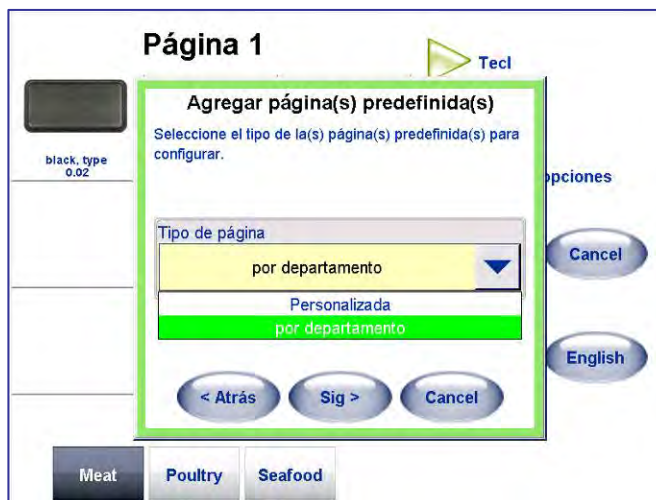 Página 1
Tecl
Agregar página(s) predefinida(s)
Seleccione el tipo de la(s) página(s) predefinida(s) para
configurar.
black, type
0.02
opciones
Tipo de página
por departamento
Cancel
Personalizada
por departamento
English
< Atrás
Sig >
Cancel
Meat
Poultry
Seafood